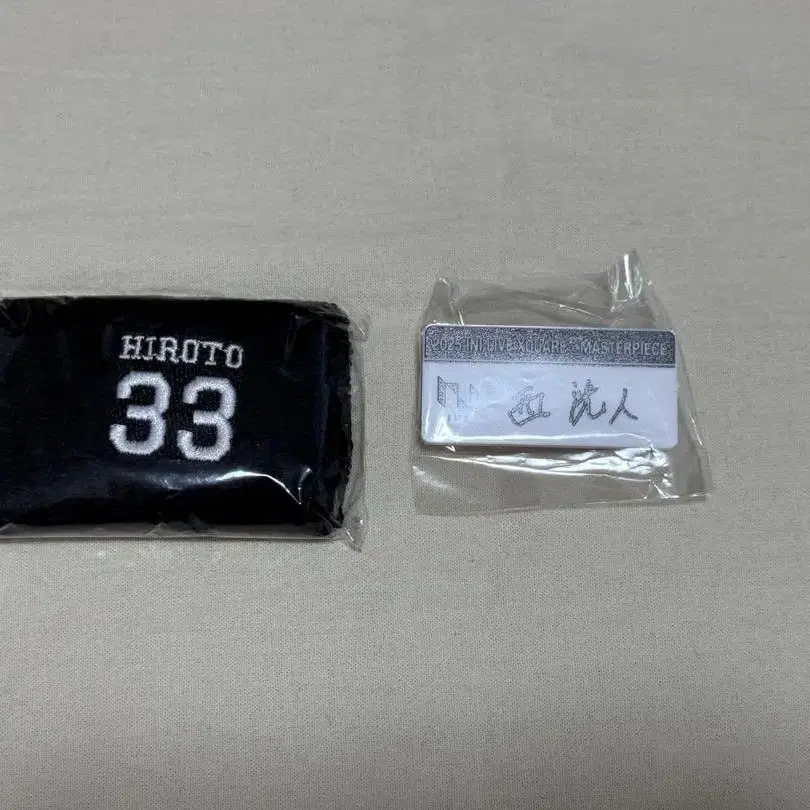 HIROTO
33
2025 INI LIVE XQUARE - MASTERPIECE
西 洸人